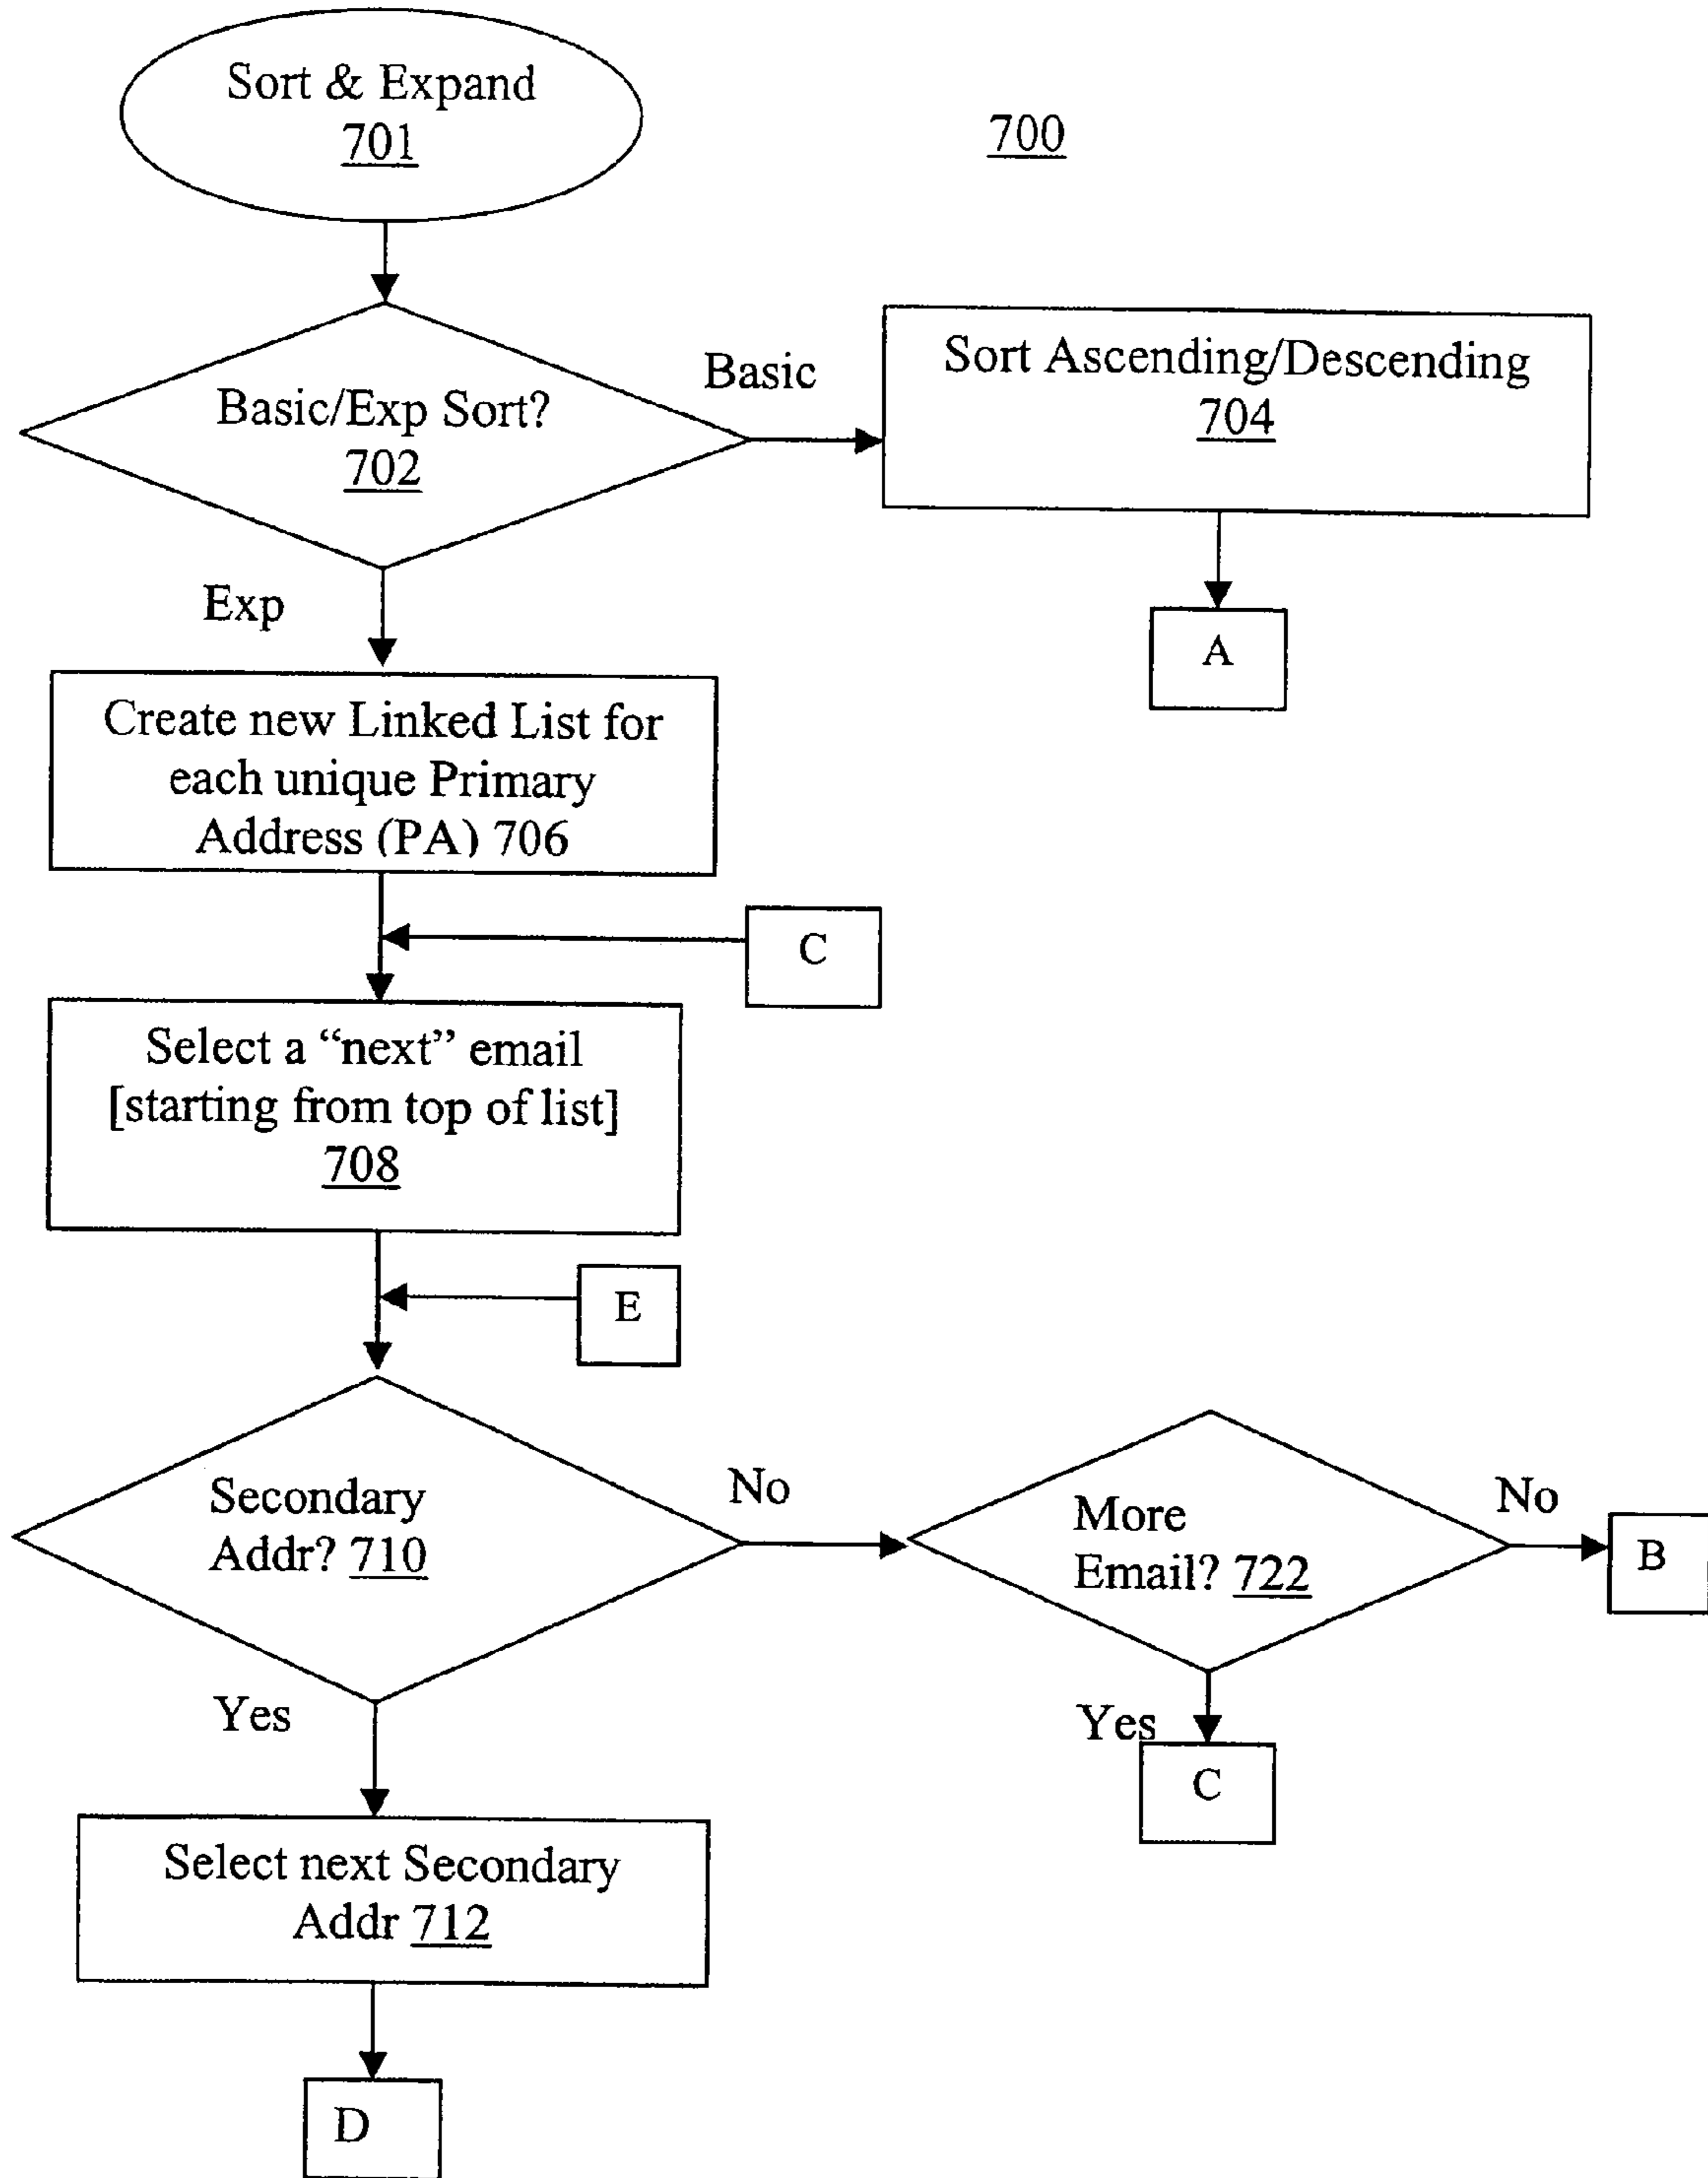 Sort & Expand
701
700
Basic/Exp Sort?
702
Basic
Sort Ascending/Descending
704
A
Exp
Create new Linked List for
each unique Primary
Address (PA) 706
C
Select a “next” email
[starting from top of list]
708
E
Secondary
Addr? 710
No
More
Email? 722
No
B
Yes
Yes
C
Select next Secondary
Addr 712
D